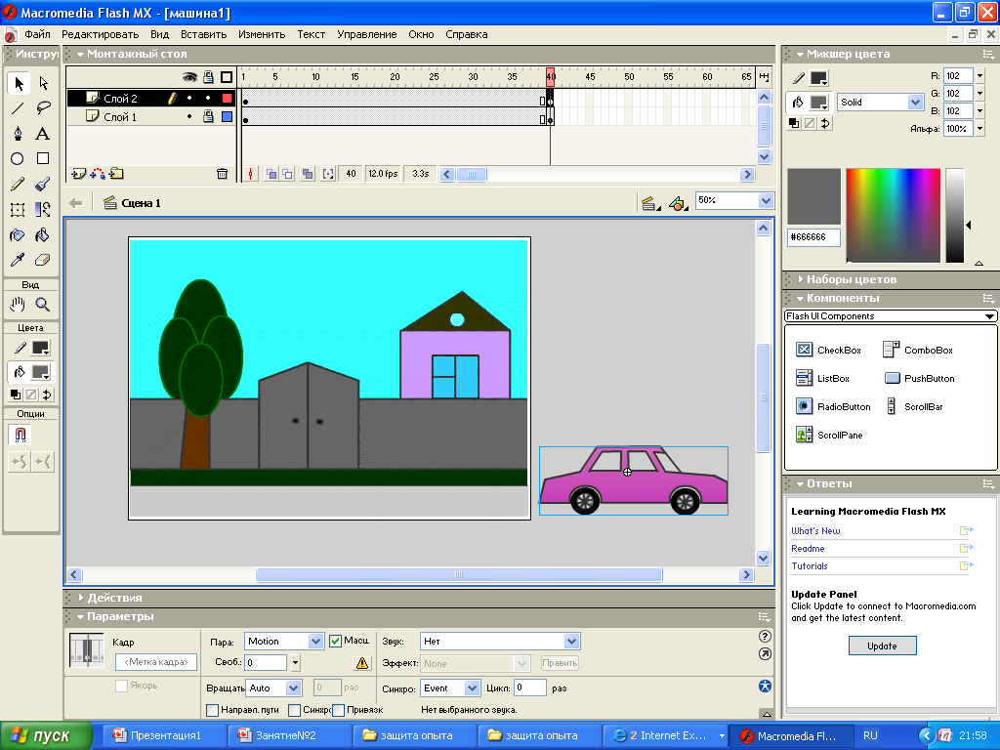 Macromedia Flash MX - [машина1]
Файл Редактировать Вид Вставить Изменить Текст Управление Окно Справка
Инстру
Монтажный стол
1 5 10 15 20 25 30 35 40 45 50 55 60 65
Слой 2
Слой 1
40 12.0 fps 3.3s
Сцена 1
50%
Вид
Цвета
Опции
Микшер цвета
R: 102
Solid
G: 102
B: 102
Альфа: 100%
#666666
Наборы цветов
Компоненты
Flash UI Components
CheckBox ComboBox
ListBox PushButton
RadioButton ScrollBar
ScrollPane
Ответы
Learning Macromedia Flash MX
What's New
Readme
Tutorials
Update Panel
Click Update to connect to Macromedia.com
and get the latest content.
Update
Действия
Параметры
Кадр
<Метка кадра>
Якорь
Пара: Motion Масш
Своб.: 0
Вращать Auto 0 раз
Направл. пути Синхрс Привязк
Звук: Нет
Эффект: None Править
Синхро: Event Цикл: 0 раз
Нет выбранного звука.
пуск Презентация1 Занятие№2 защита опыта защита опыта 2 Internet Ex... Macromedia Fl... RU 21:58